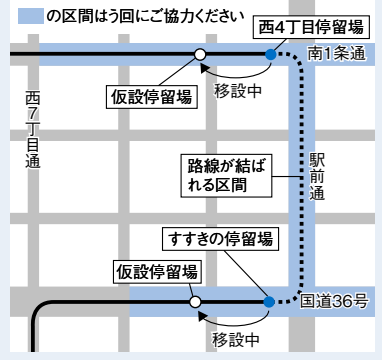 の区間はう回にご協力ください
西4丁目停留場
南1条通
仮設停留場
移設中
西7丁目通
路線が結ば
れる区間
駅前通
すすきの停留場
仮設停留場
国道36号
移設中